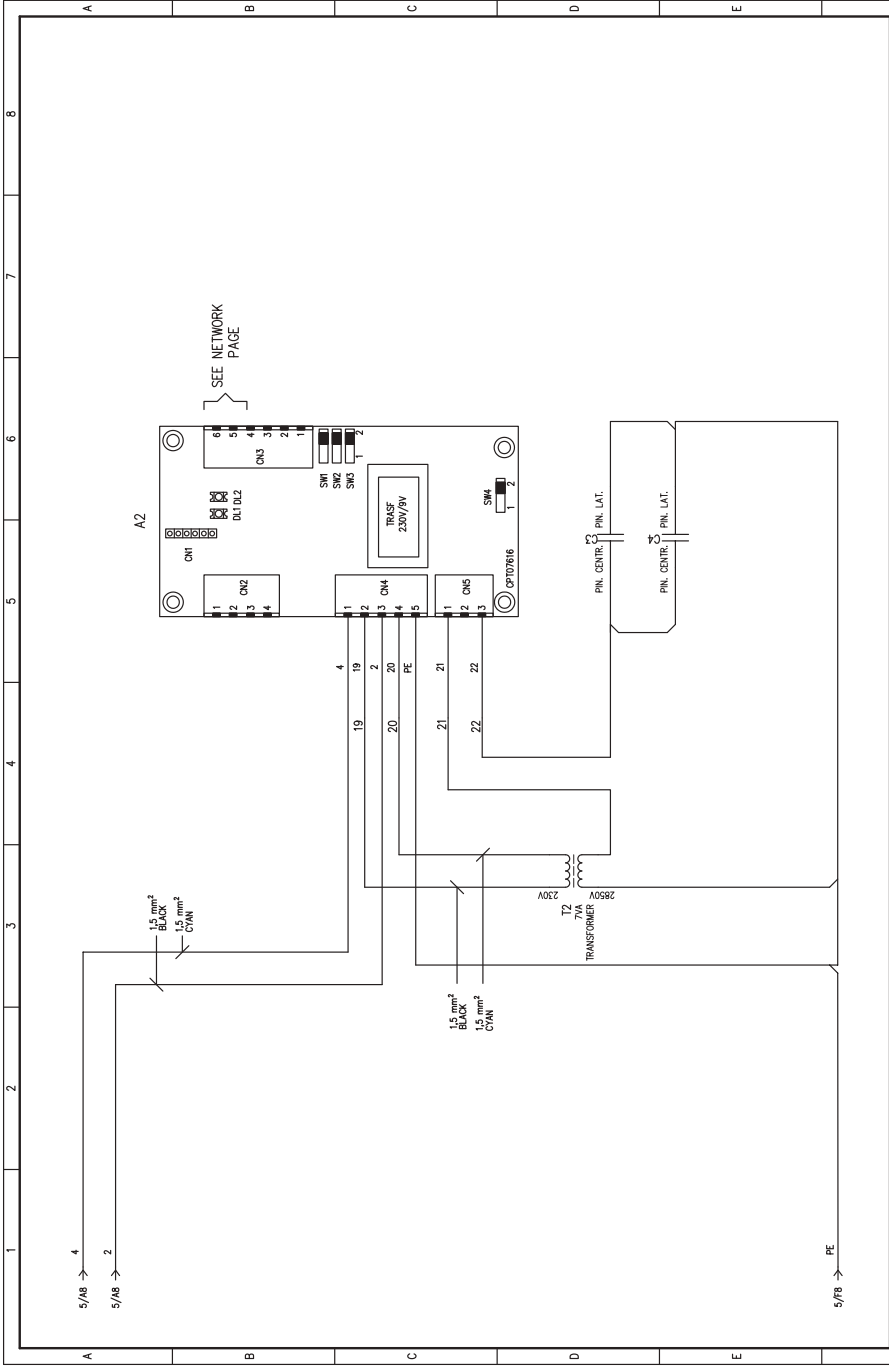 1 2 3 4 5 6 7 8
A B C D E
A B C D E
5/A8 4
5/A8 2
5/F8 PE
1,5 mm²
BLACK
1,5 mm²
CYAN
1,5 mm²
BLACK
1,5 mm²
CYAN
4
19 19
2
20 20
PE
21 21
22 22
A2
CN1
DL1 DL2
CN2
1
2
3
4
CN3
6
5
4
3
2
1
SEE NETWORK
PAGE
SW1
SW2
SW3
1 2
CN4
1
2
3
4
5
TRASF
230V/9V
CN5
1
2
3
SW4
1 2
CPT07616
230V
T2
7VA
TRANSFORMER
2850V
PIN. CENTR. C3 PIN. LAT.
PIN. CENTR. C4 PIN. LAT.